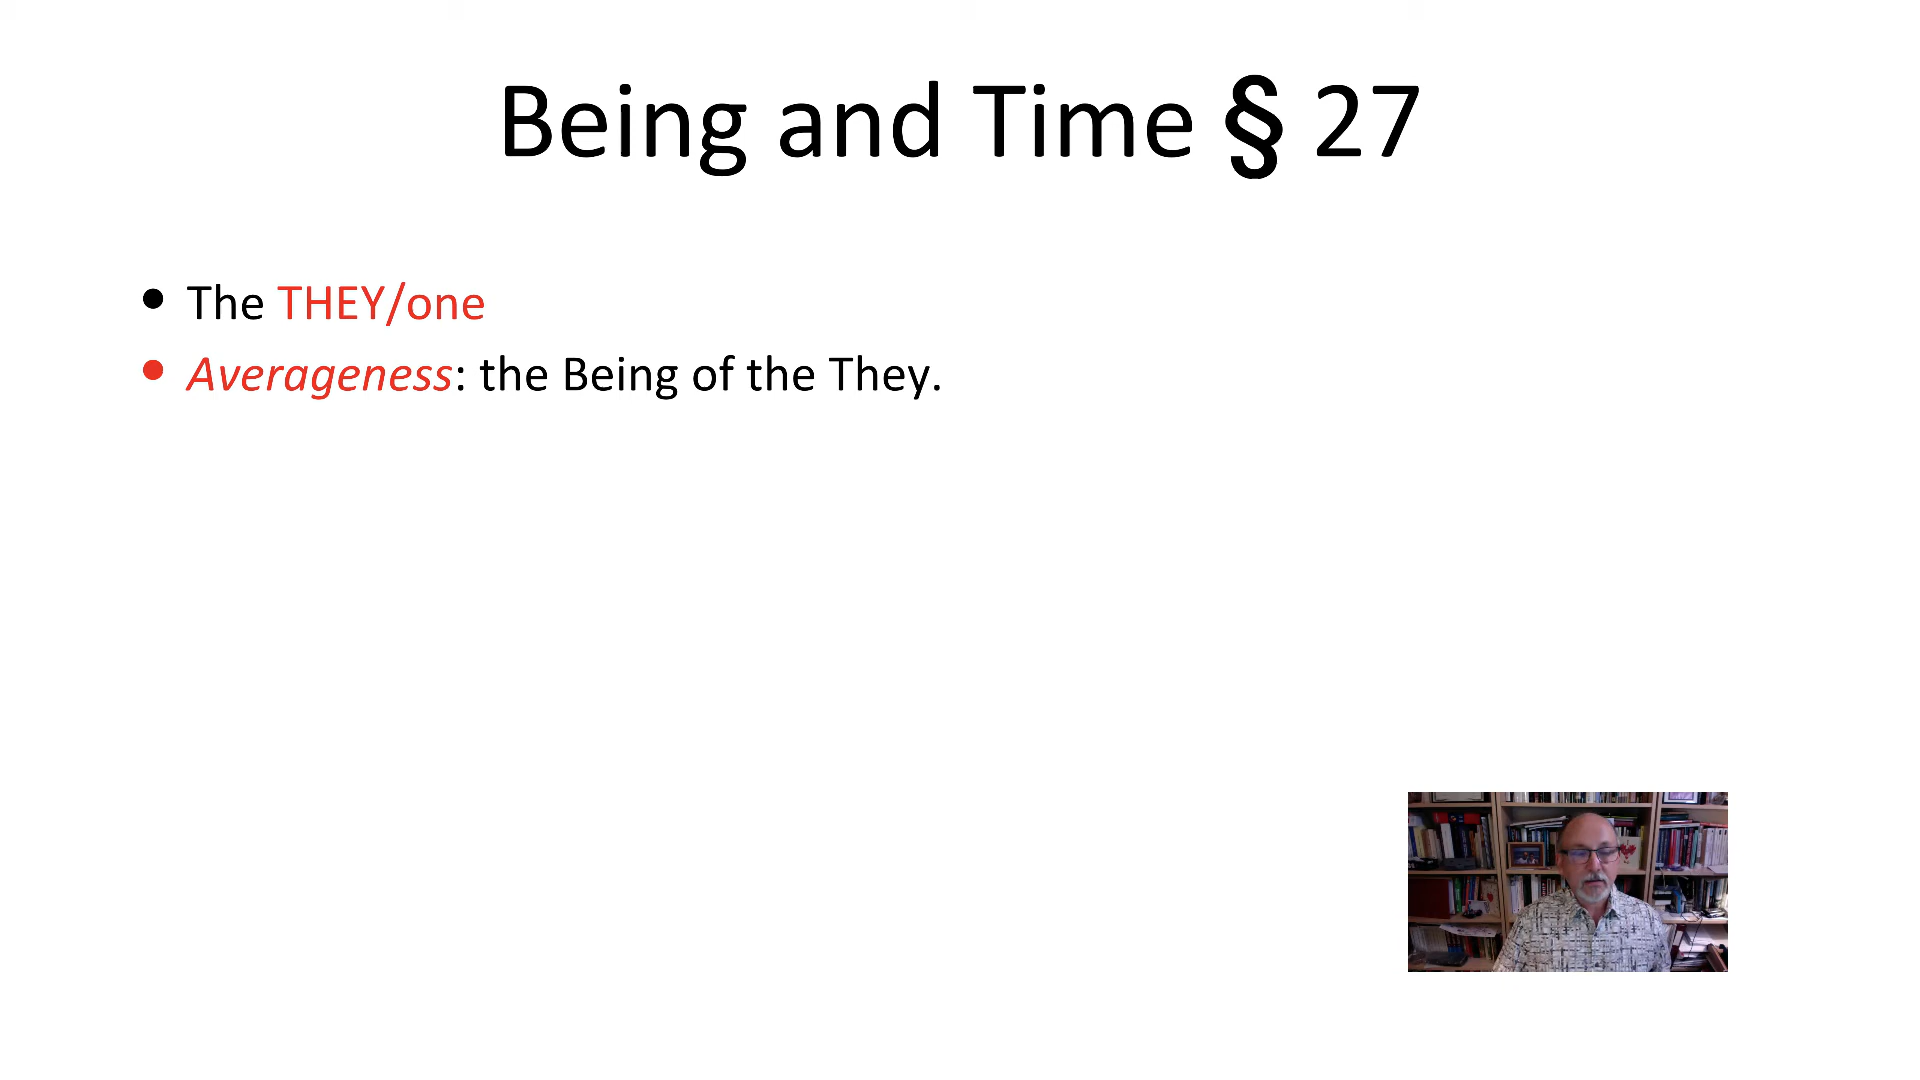 Being and Time § 27
• The THEY/one
• Averageness: the Being of the They.